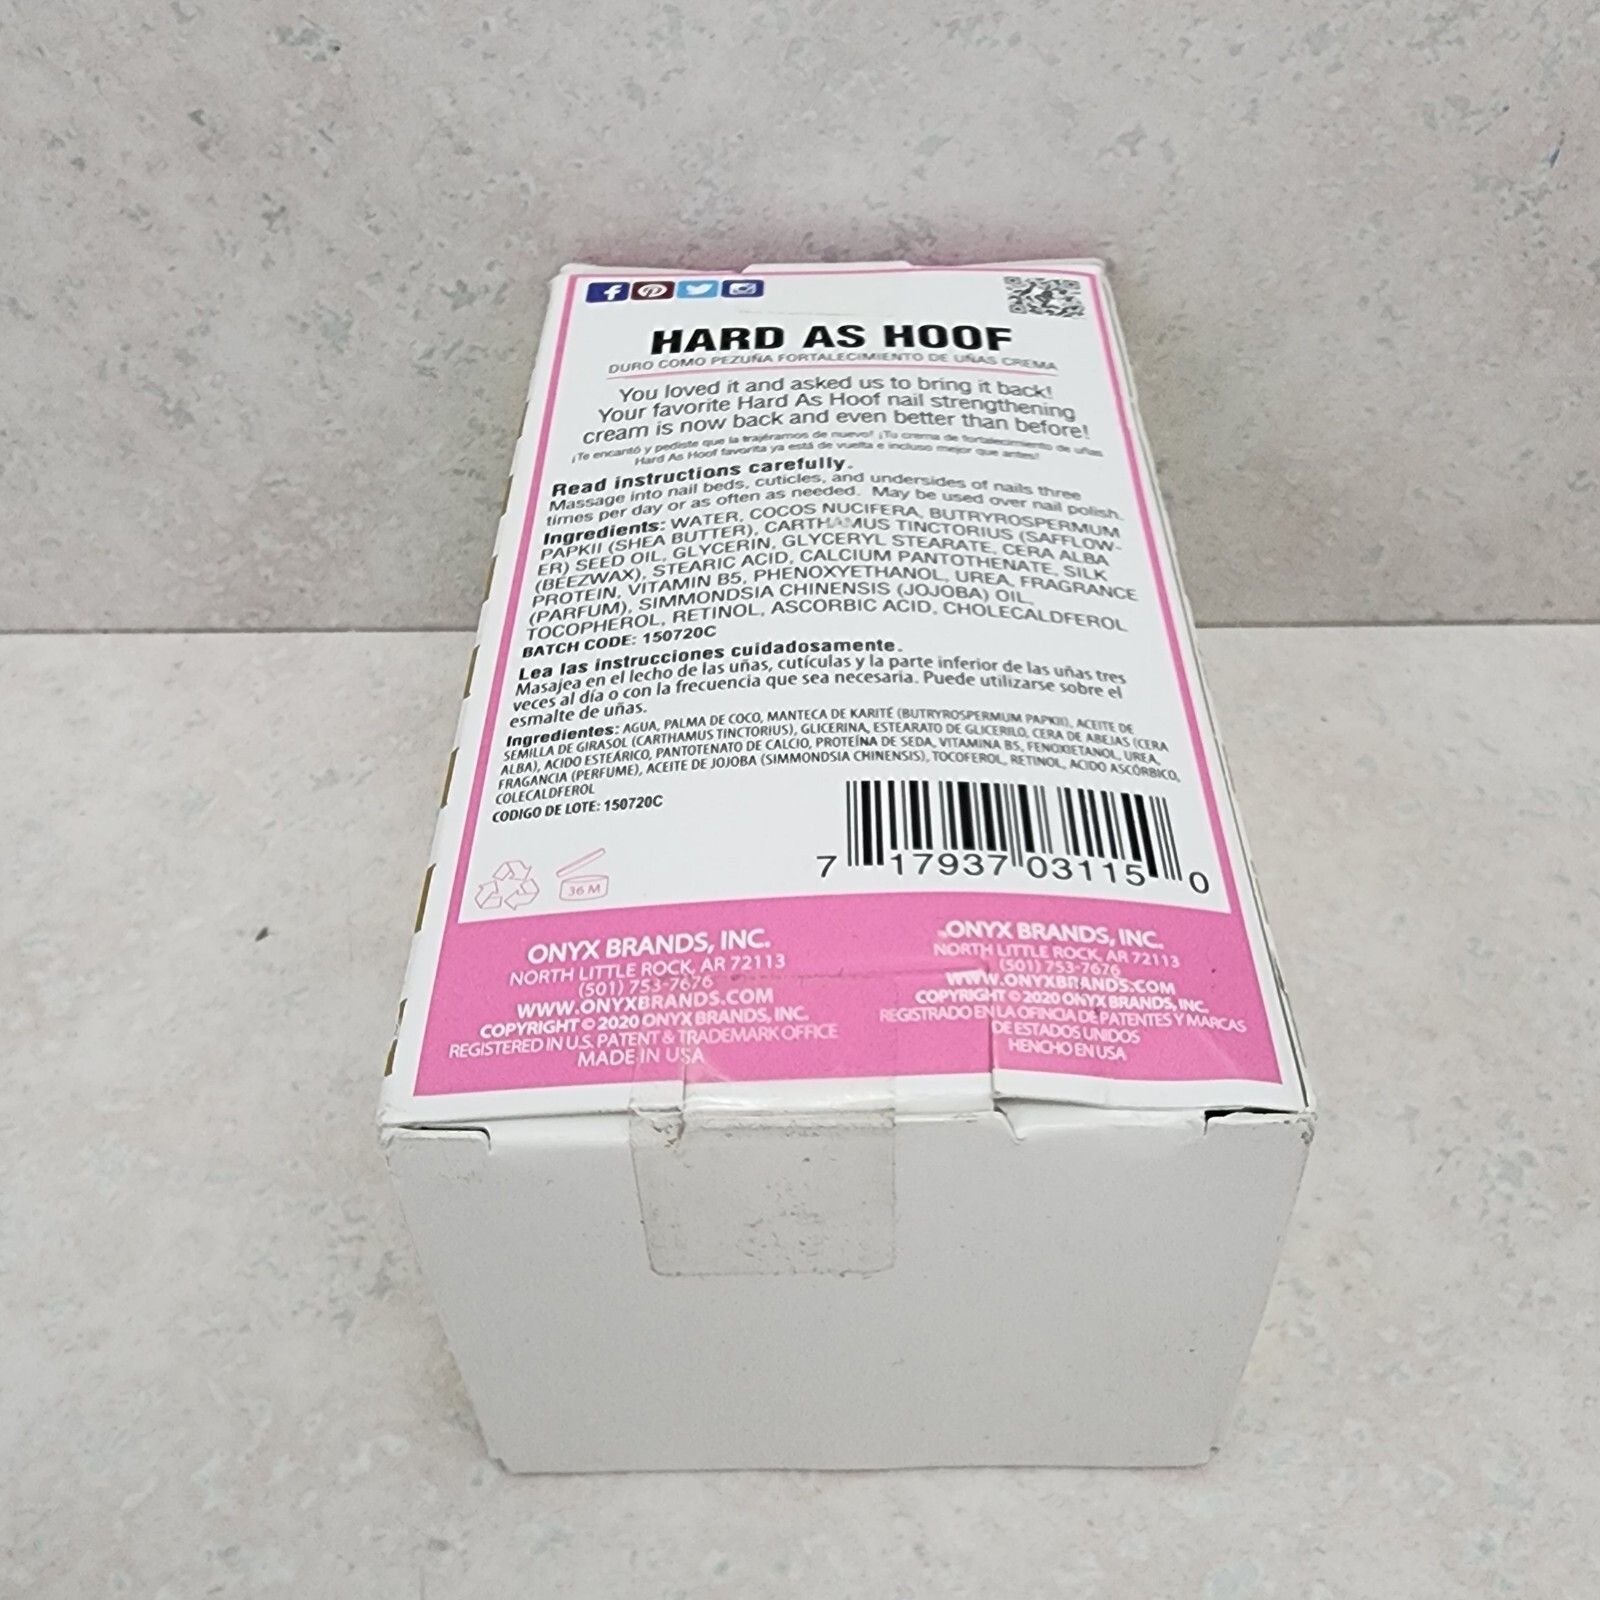 HARD AS HOOF
DURO COMO PEZUÑA FORTALECIMIENTO DE UÑAS CREMA
You loved it and asked us to bring it back!
Your favorite Hard As Hoof nail strengthening
cream is now back and even better than before!
¡Te encantó y pediste que la trajéramos de nuevo! ¡Tu crema de fortalecimiento de uñas
Hard As Hoof favorita ya está de vuelta e incluso mejor que antes!
Read instructions carefully.
Massage into nail beds, cuticles, and undersides of nails three
times per day or as often as needed. May be used over nail polish.
Ingredients: WATER, COCOS NUCIFERA, BUTRYROSPERMUM
PAPKII (SHEA BUTTER), CARTHAMUS TINCTORIUS (SAFFLOW-
ER) SEED OIL, GLYCERIN, GLYCERYL STEARATE, CERA ALBA
(BEEZWAX), STEARIC ACID, CALCIUM PANTOTHENATE, SILK
PROTEIN, VITAMIN B5, PHENOXYETHANOL, UREA, FRAGRANCE
(PARFUM), SIMMONDSIA CHINENSIS (JOJOBA) OIL,
TOCOPHEROL, RETINOL, ASCORBIC ACID, CHOLECALDFEROL
BATCH CODE: 150720C
Lea las instrucciones cuidadosamente.
Masajea en el lecho de las uñas, cutículas y la parte inferior de las uñas tres
veces al día o con la frecuencia que sea necesaria. Puede utilizarse sobre el
esmalte de uñas.
Ingredientes: AGUA, PALMA DE COCO, MANTECA DE KARITÉ (BUTRYROSPERMUM PAPKII), ACEITE DE
SEMILLA DE GIRASOL (CARTHAMUS TINCTORIUS), GLICERINA, ESTEARATO DE GLICERILO, CERA DE ABEJAS (CERA
ALBA), ACIDO ESTEÁRICO, PANTOTENATO DE CALCIO, PROTEÍNA DE SEDA, VITAMINA B5, FENOXIETANOL, UREA,
FRAGANCIA (PERFUME), ACEITE DE JOJOBA (SIMMONDSIA CHINENSIS), TOCOFEROL, RETINOL, ACIDO ASCÓRBICO,
COLECALDFEROL
CODIGO DE LOTE: 150720C
7 17937 03115 0
36 M
ONYX BRANDS, INC.
NORTH LITTLE ROCK, AR 72113
(501) 753-7676
WWW.ONYXBRANDS.COM
COPYRIGHT © 2020 ONYX BRANDS, INC.
REGISTERED IN U.S. PATENT & TRADEMARK OFFICE
MADE IN USA
ONYX BRANDS, INC.
NORTH LITTLE ROCK, AR 72113
(501) 753-7676
WWW.ONYXBRANDS.COM
COPYRIGHT © 2020 ONYX BRANDS, INC.
REGISTRADO EN LA OFINCIA DE PATENTES Y MARCAS
DE ESTADOS UNIDOS
HENCHO EN USA